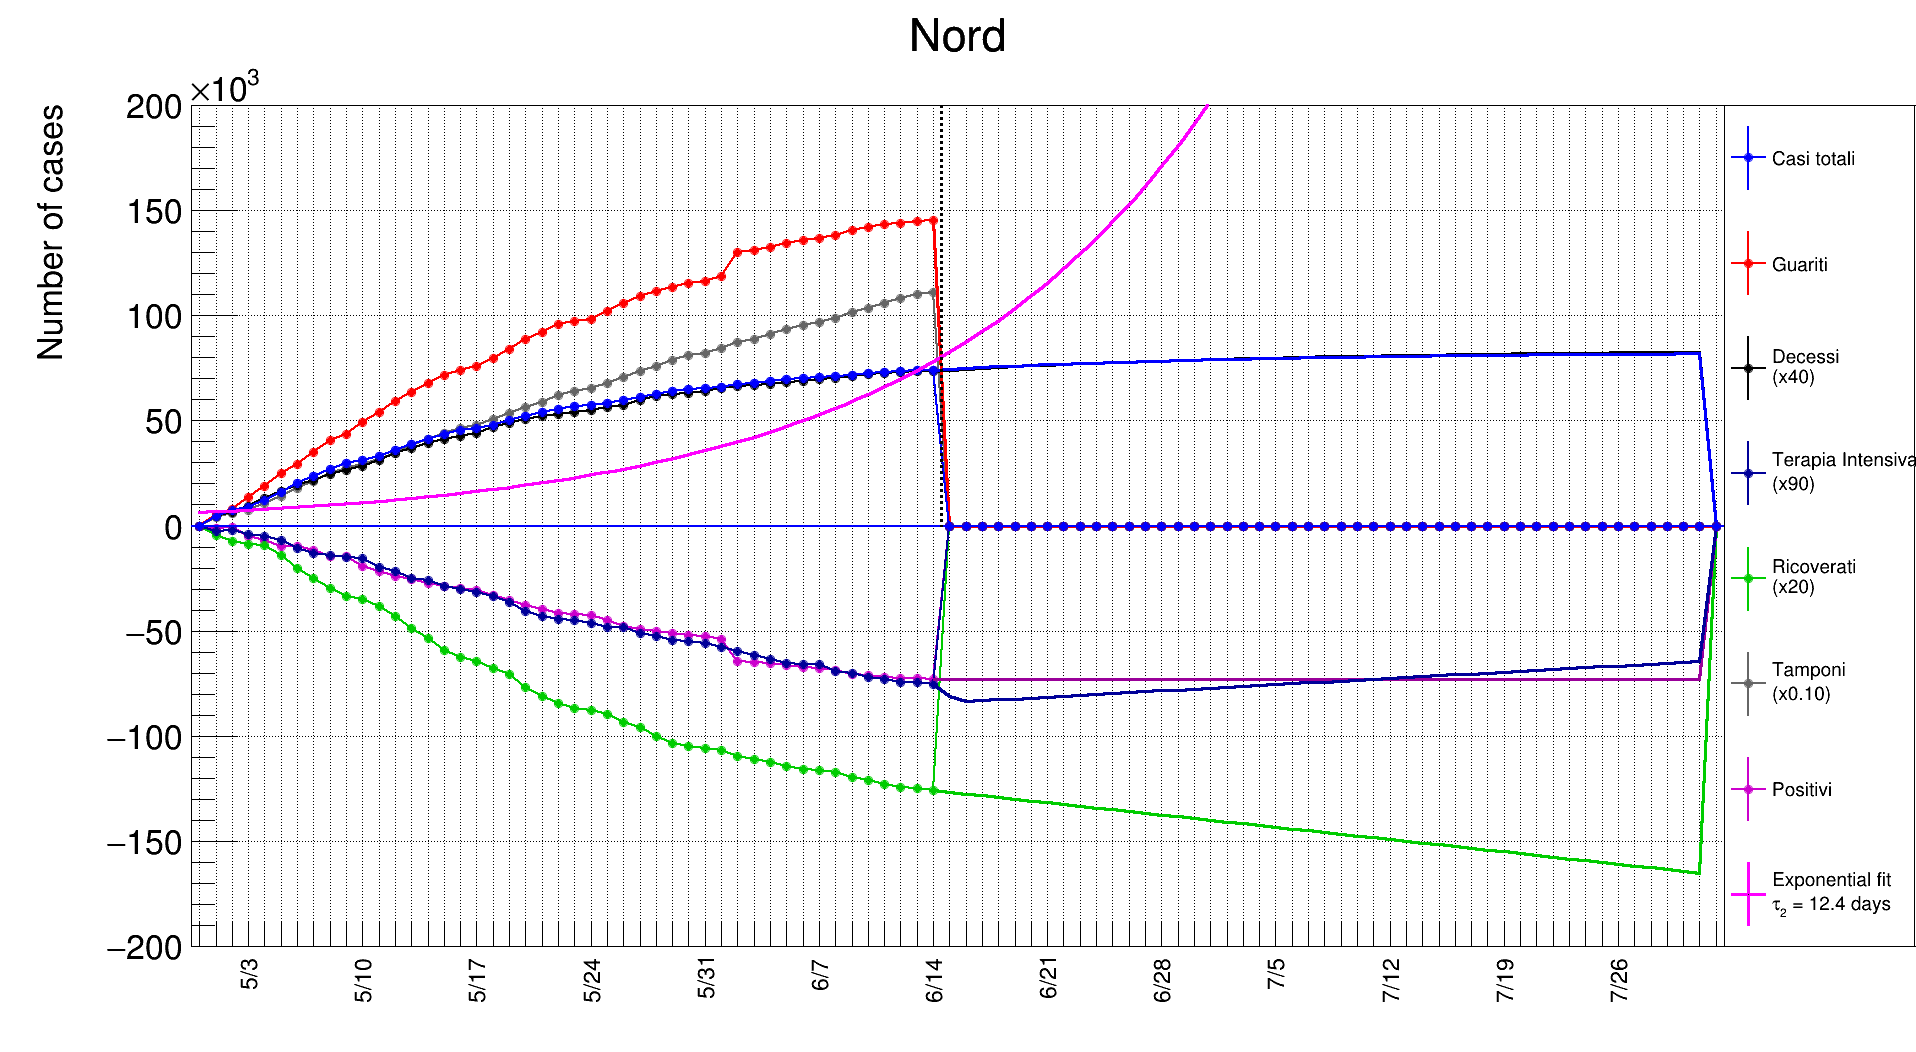 Nord
×10³
Number of cases
200
150
100
50
0
−50
−100
−150
−200
5/3
5/10
5/17
5/24
5/31
6/7
6/14
6/21
6/28
7/5
7/12
7/19
7/26
Casi totali
Guariti
Decessi
(x40)
Terapia Intensiva
(x90)
Ricoverati
(x20)
Tamponi
(x0.10)
Positivi
Exponential fit
τ₂ = 12.4 days